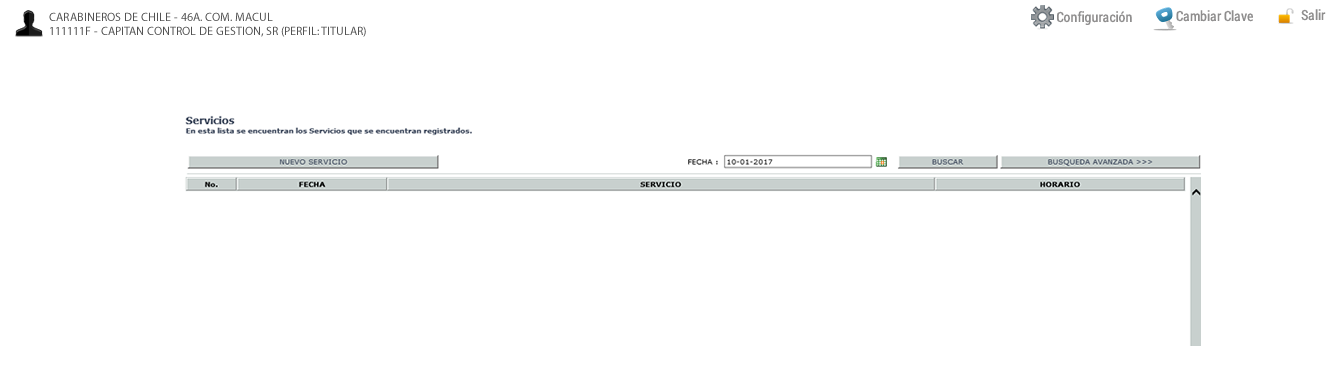 CARABINEROS DE CHILE - 46A. COM. MACUL
111111F - CAPITAN CONTROL DE GESTION, SR (PERFIL: TITULAR)
Configuración Cambiar Clave Salir
Servicios
En esta lista se encuentran los Servicios que se encuentran registrados.
NUEVO SERVICIO FECHA : 10-01-2017 BUSCAR BUSQUEDA AVANZADA >>>
No. FECHA SERVICIO HORARIO